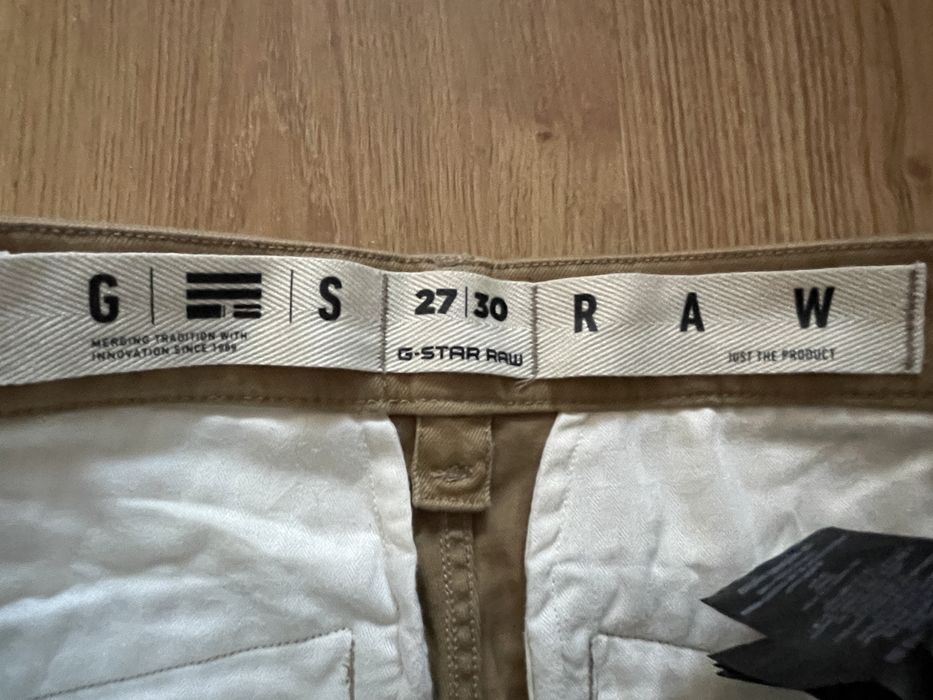 G | S
MERGING TRADITION WITH
INNOVATION SINCE 1989
27|30
G-STAR RAW
R A W
JUST THE PRODUCT